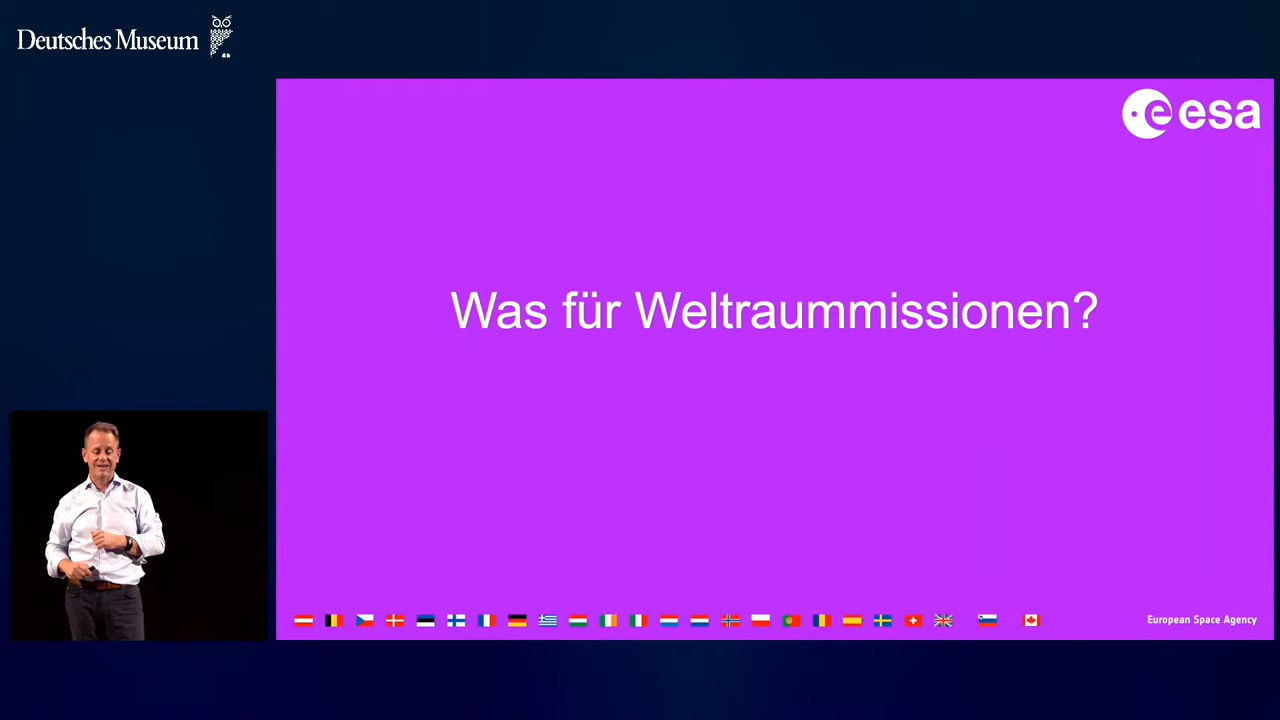 Deutsches Museum
esa
Was für Weltraummissionen?
European Space Agency